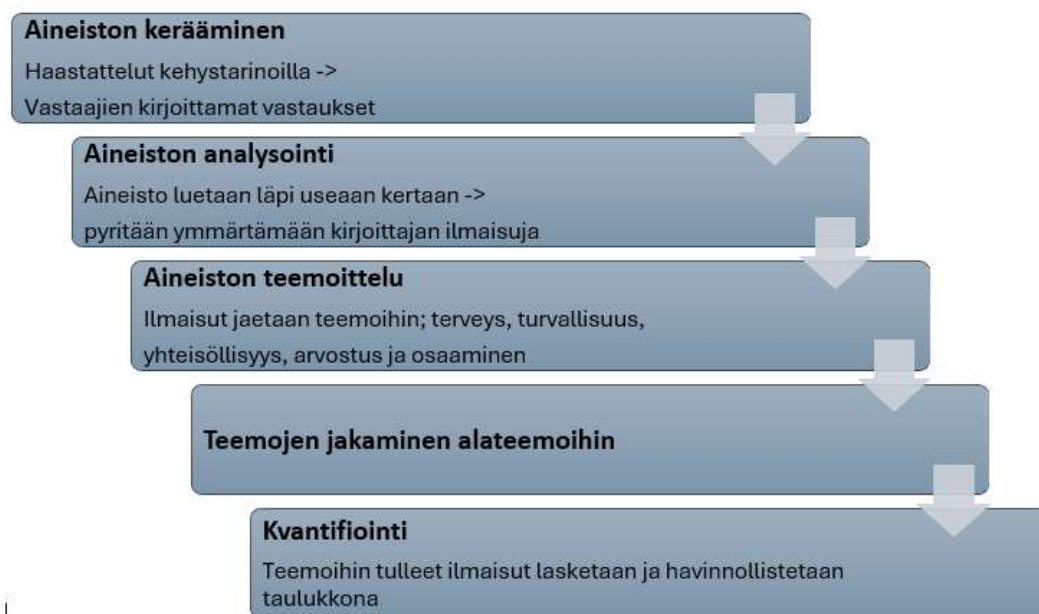 Aineiston kerääminen
Haastattelut kehystarinoilla ->
Vastaajien kirjoittamat vastaukset
Aineiston analysointi
Aineisto luetaan läpi useaan kertaan ->
pyritään ymmärtämään kirjoittajan ilmaisuja
Aineiston teemoittelu
Ilmaisut jaetaan teemoihin; terveys, turvallisuus,
yhteisöllisyys, arvostus ja osaaminen
Teemojen jakaminen alateemoihin
Kvantifiointi
Teemoihin tulleet ilmaisut lasketaan ja havinnollistetaan
taulukkona